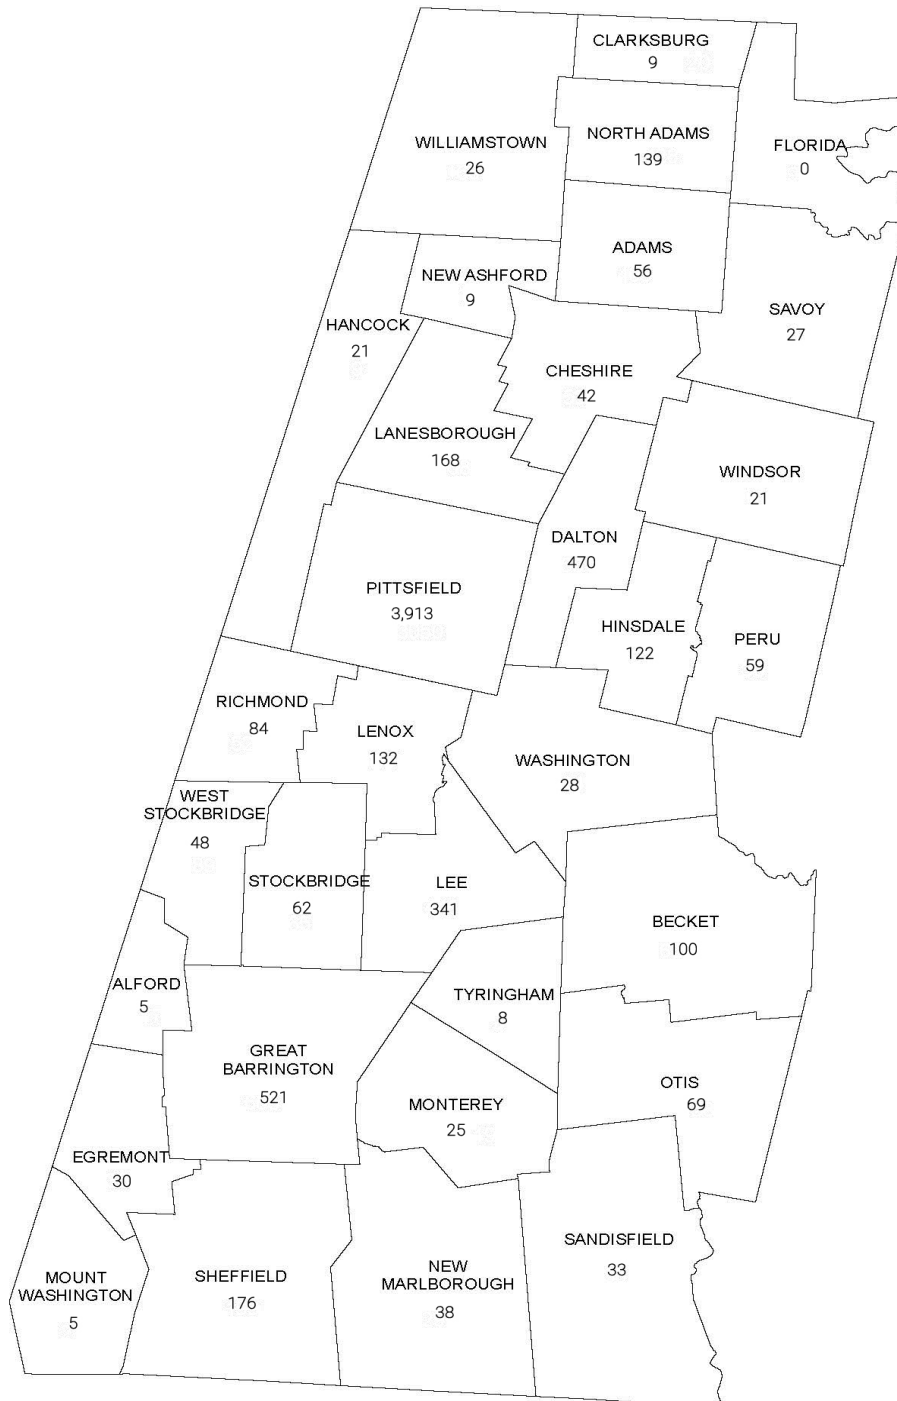 CLARKSBURG
9
WILLIAMSTOWN
26
NORTH ADAMS
139
FLORIDA
0
ADAMS
56
NEW ASHFORD
9
SAVOY
27
HANCOCK
21
CHESHIRE
42
LANESBOROUGH
168
WINDSOR
21
DALTON
470
PITTSFIELD
3,913
HINSDALE
122
PERU
59
RICHMOND
84
LENOX
132
WASHINGTON
28
WEST
STOCKBRIDGE
48
STOCKBRIDGE
62
LEE
341
BECKET
100
ALFORD
5
TYRINGHAM
8
GREAT
BARRINGTON
521
OTIS
69
MONTEREY
25
EGREMONT
30
SANDISFIELD
33
MOUNT
WASHINGTON
5
SHEFFIELD
176
NEW
MARLBOROUGH
38